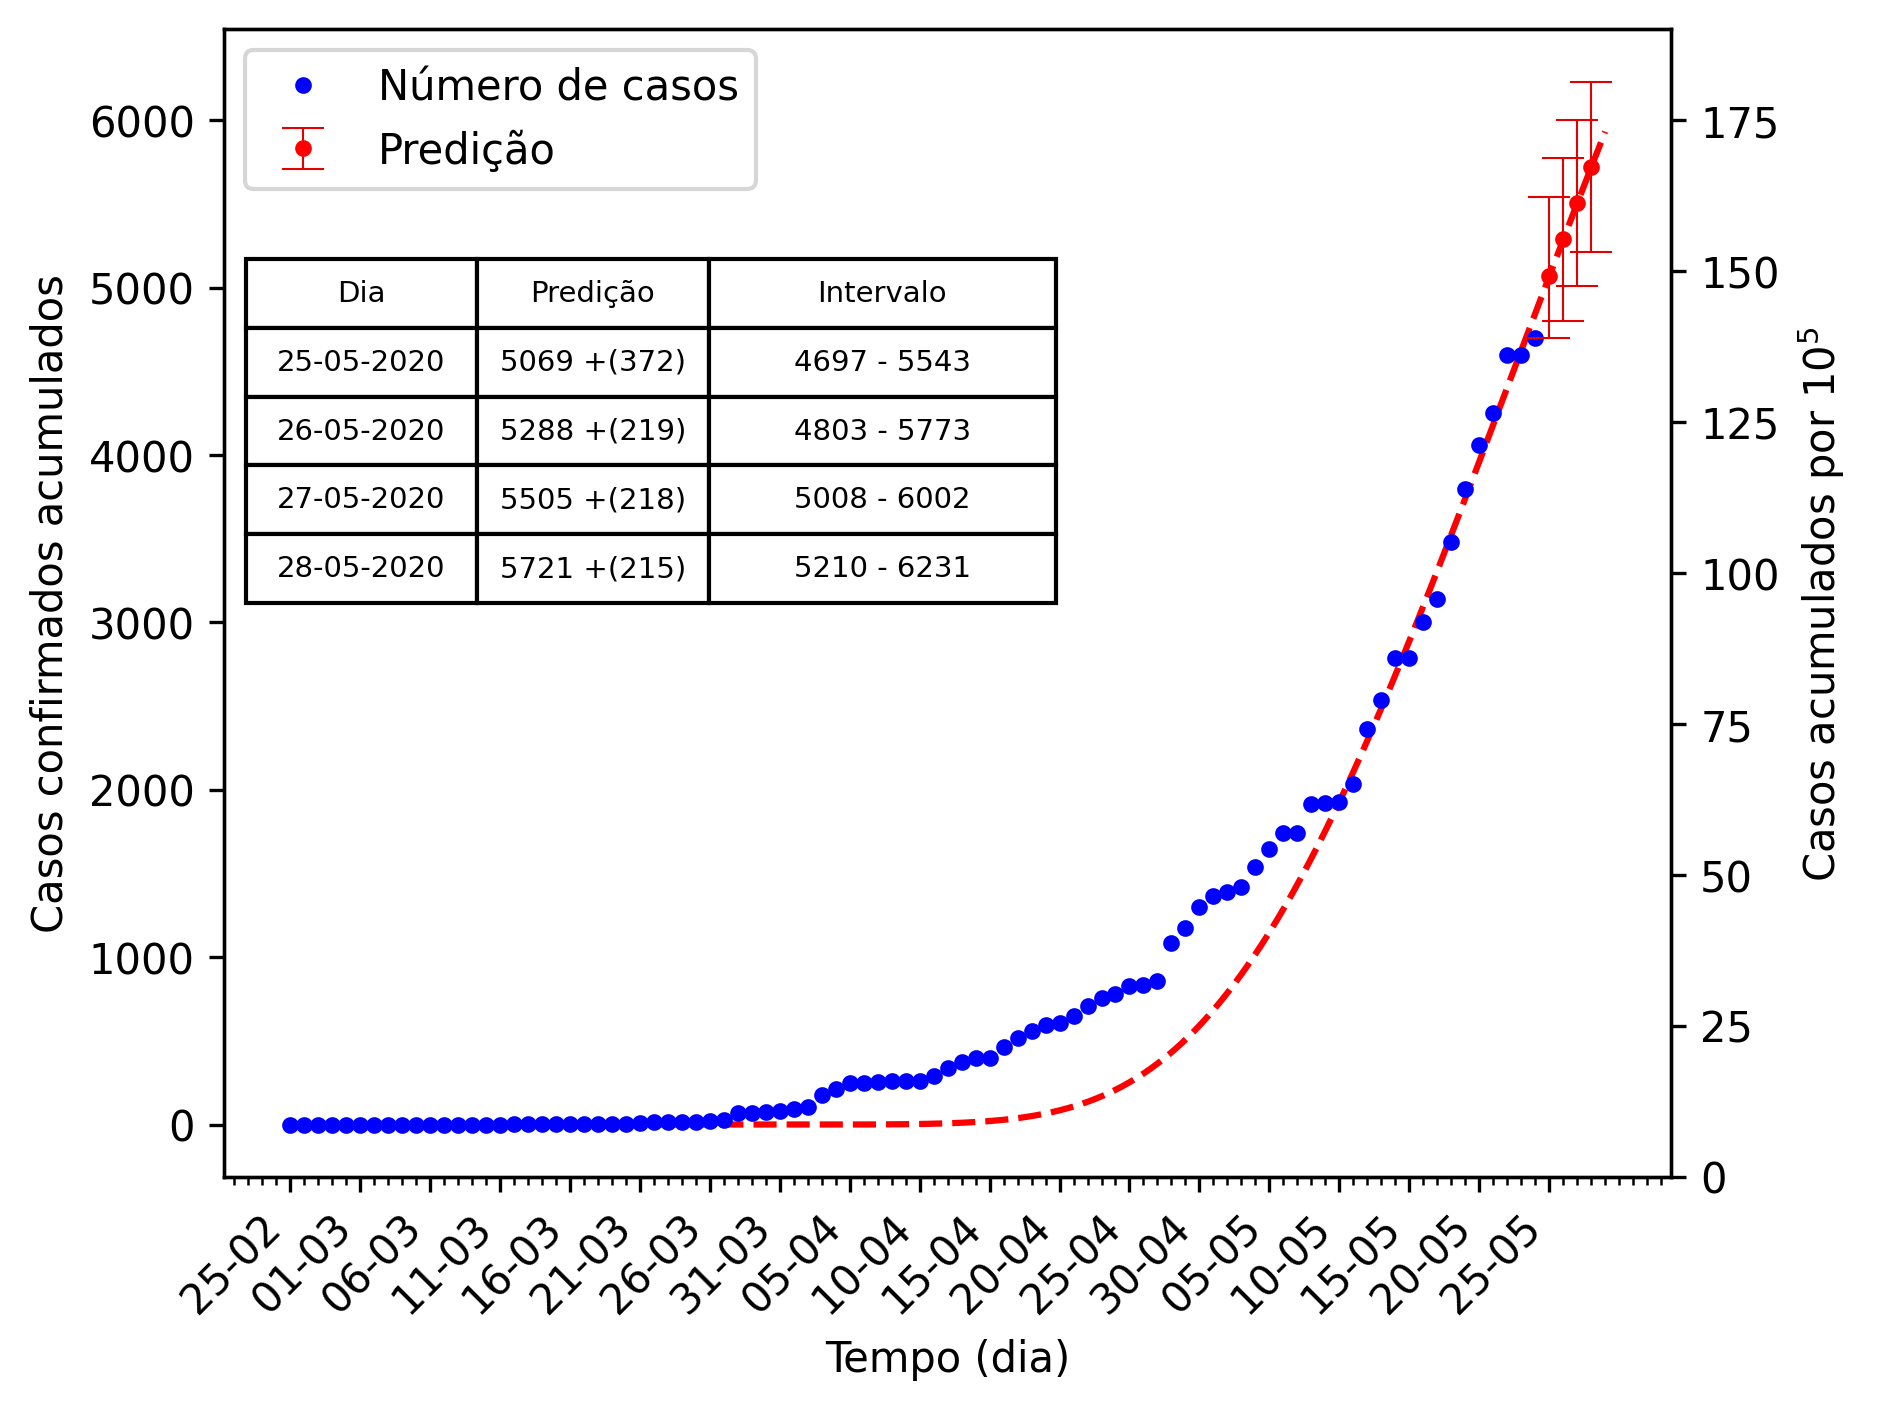 Número de casos
Predição
Dia Predição Intervalo
25-05-2020 5069 +(372) 4697 - 5543
26-05-2020 5288 +(219) 4803 - 5773
27-05-2020 5505 +(218) 5008 - 6002
28-05-2020 5721 +(215) 5210 - 6231
Casos confirmados acumulados
6000
5000
4000
3000
2000
1000
0
175
150
125
100
75
50
25
0
Casos acumulados por 10⁵
25-02 01-03 06-03 11-03 16-03 21-03 26-03 31-03 05-04 10-04 15-04 20-04 25-04 30-04 05-05 10-05 15-05 20-05 25-05
Tempo (dia)